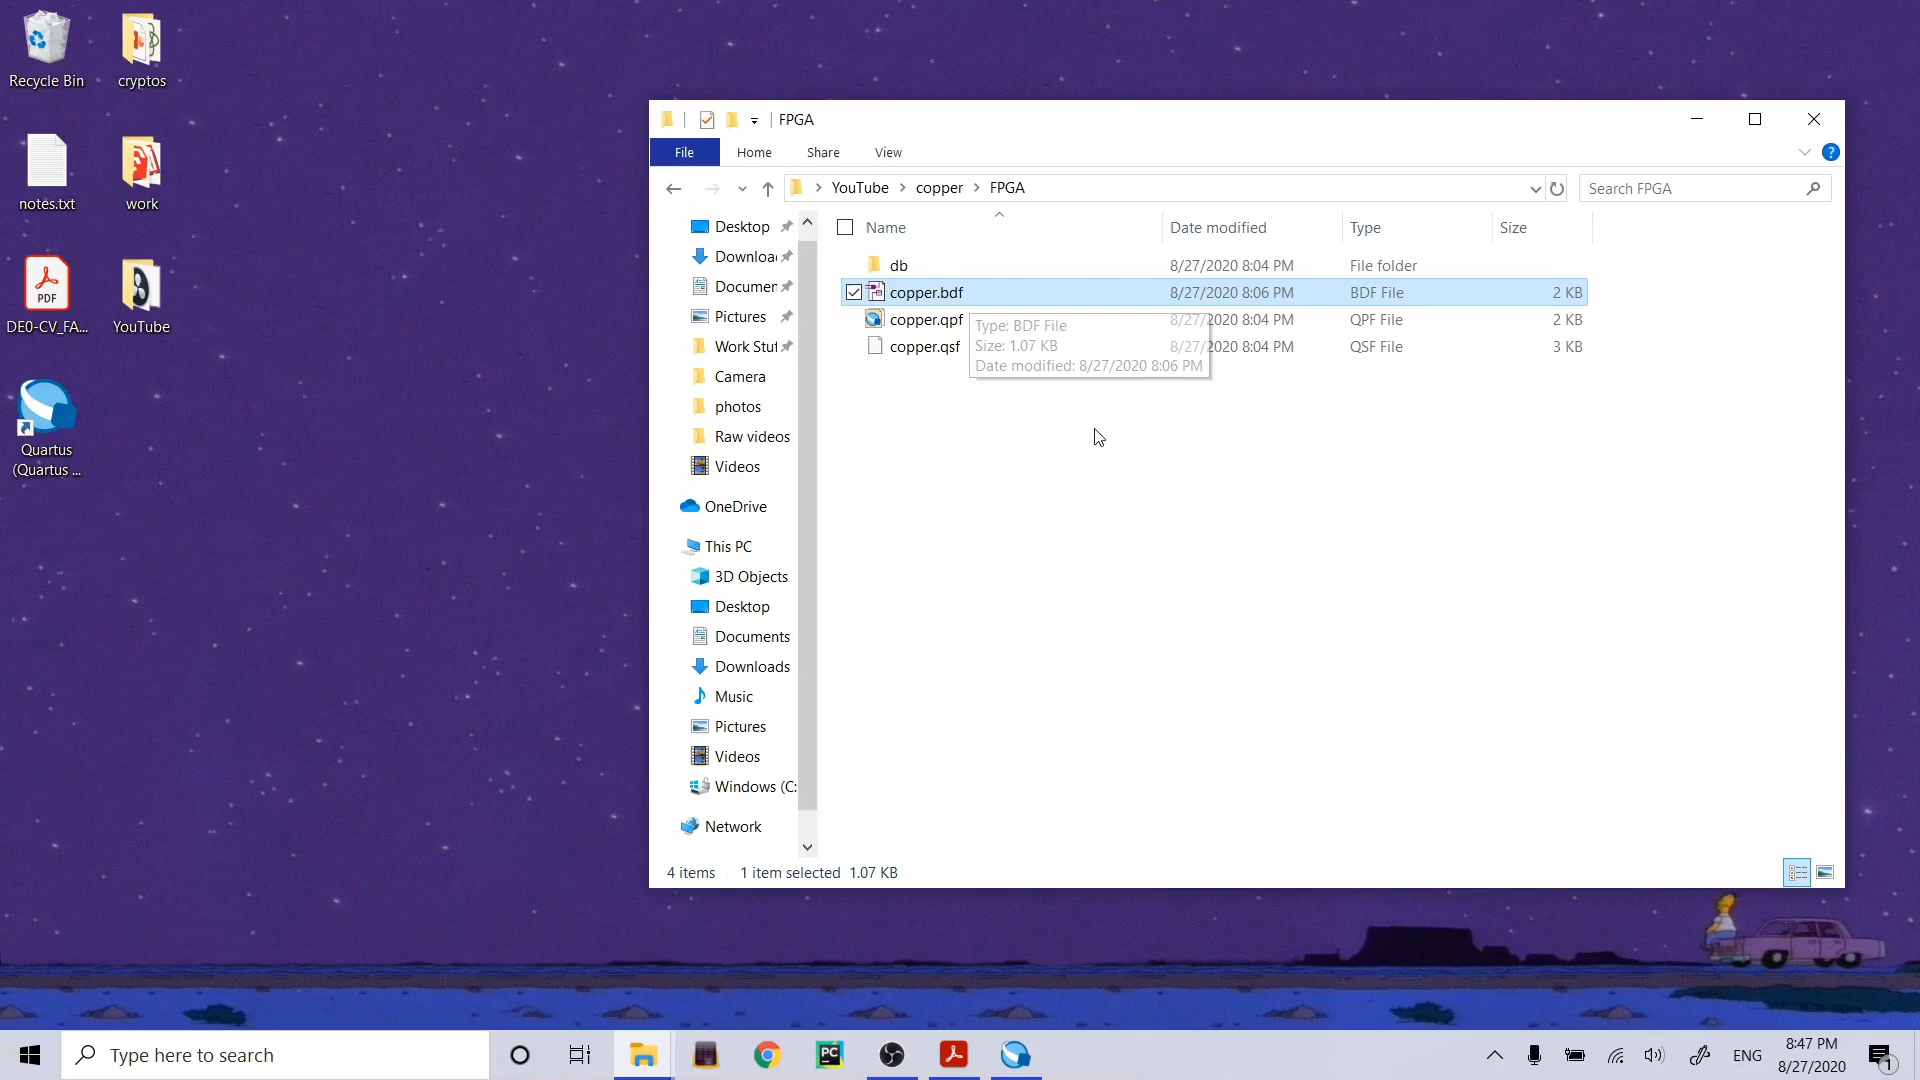 Recycle Bin
cryptos
notes.txt
work
PDF
DE0-CV_FA...
YouTube
Quartus
(Quartus ...
FPGA
File
Home
Share
View
?
YouTube > copper > FPGA
Search FPGA
Desktop
Downloa
Documen
Pictures
Work Stuf
Camera
photos
Raw videos
Videos
OneDrive
This PC
3D Objects
Desktop
Documents
Downloads
Music
Pictures
Videos
Windows (C:
Network
Name Date modified Type Size
db 8/27/2020 8:04 PM File folder
copper.bdf 8/27/2020 8:06 PM BDF File 2 KB
copper.qpf 8/27/2020 8:04 PM QPF File 2 KB
copper.qsf 8/27/2020 8:04 PM QSF File 3 KB
Type: BDF File
Size: 1.07 KB
Date modified: 8/27/2020 8:06 PM
4 items 1 item selected 1.07 KB
Type here to search
PC
ENG
8:47 PM
8/27/2020
1